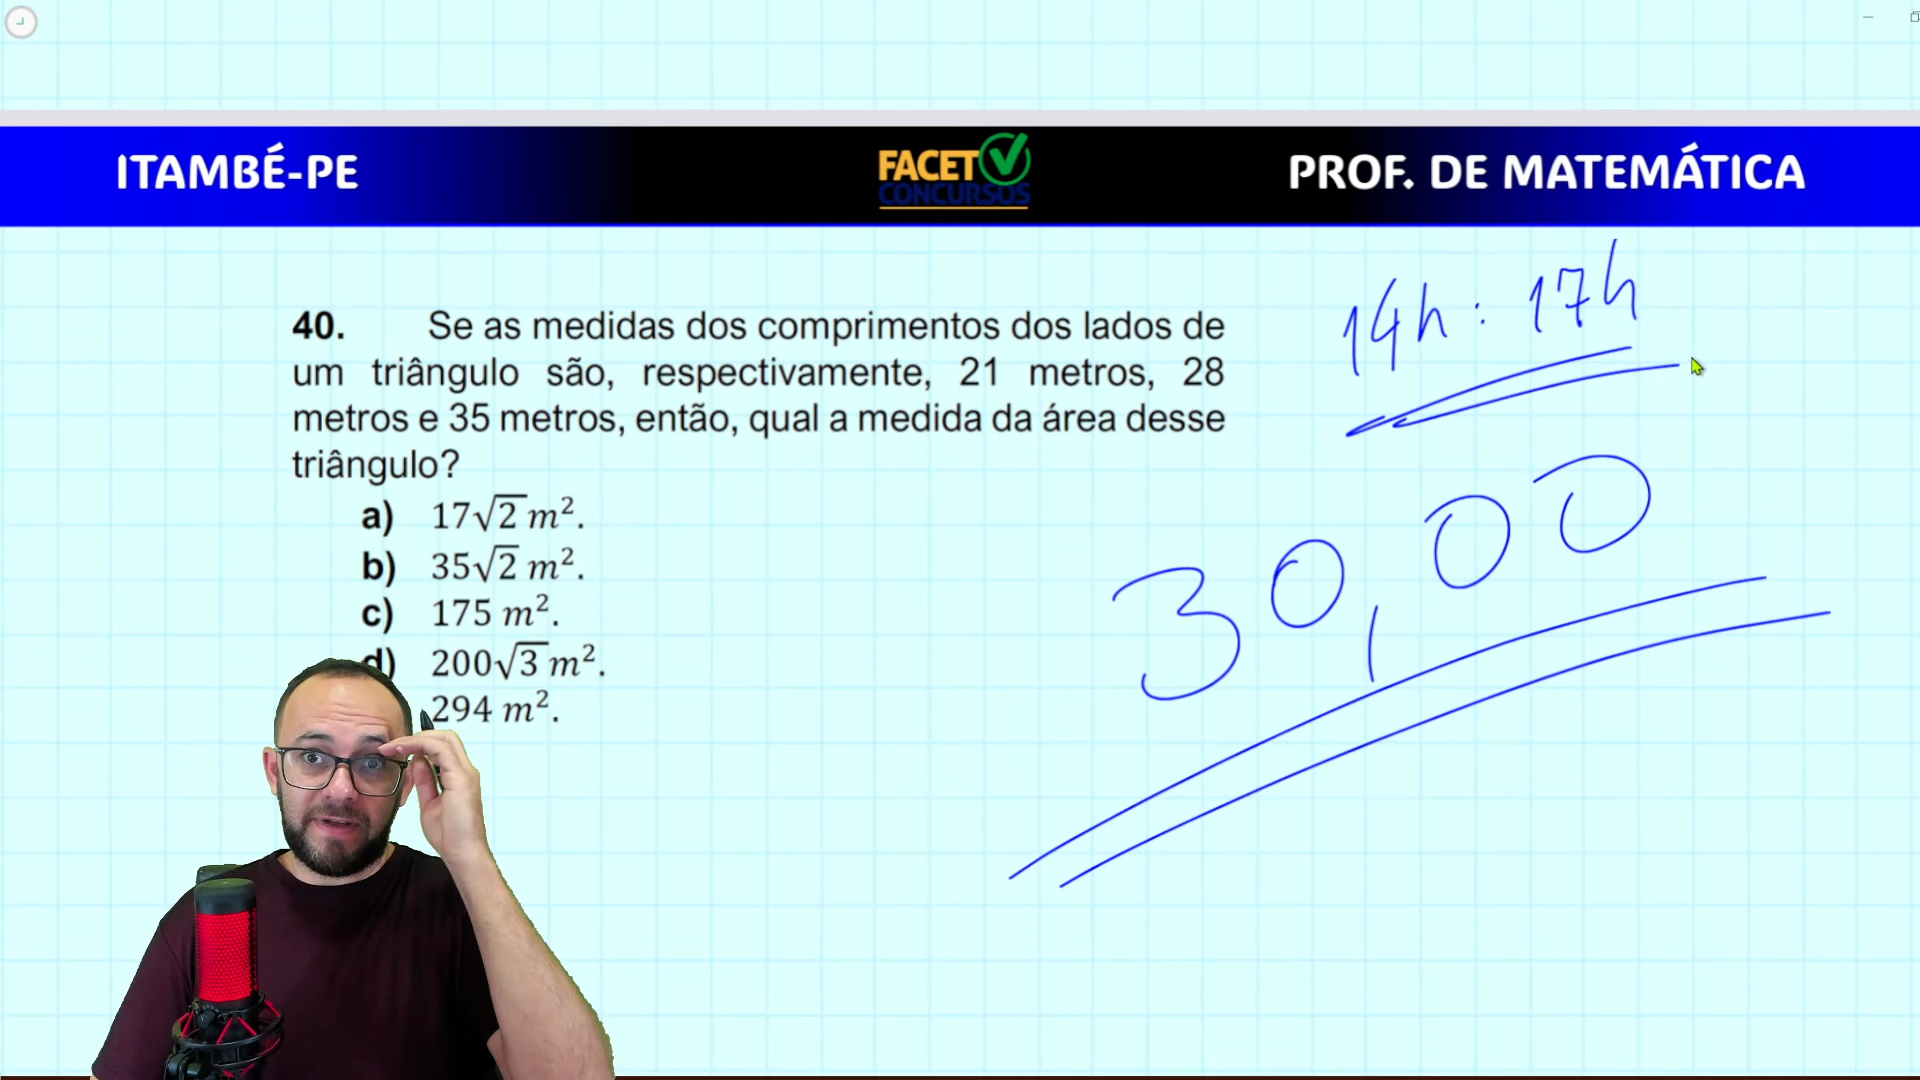 ITAMBÉ-PE
FACET
CONCURSOS
PROF. DE MATEMÁTICA
14h : 17h
40. Se as medidas dos comprimentos dos lados de
um triângulo são, respectivamente, 21 metros, 28
metros e 35 metros, então, qual a medida da área desse
triângulo?
a) 17√2 m².
b) 35√2 m².
c) 175 m².
d) 200√3 m².
294 m².
30,00